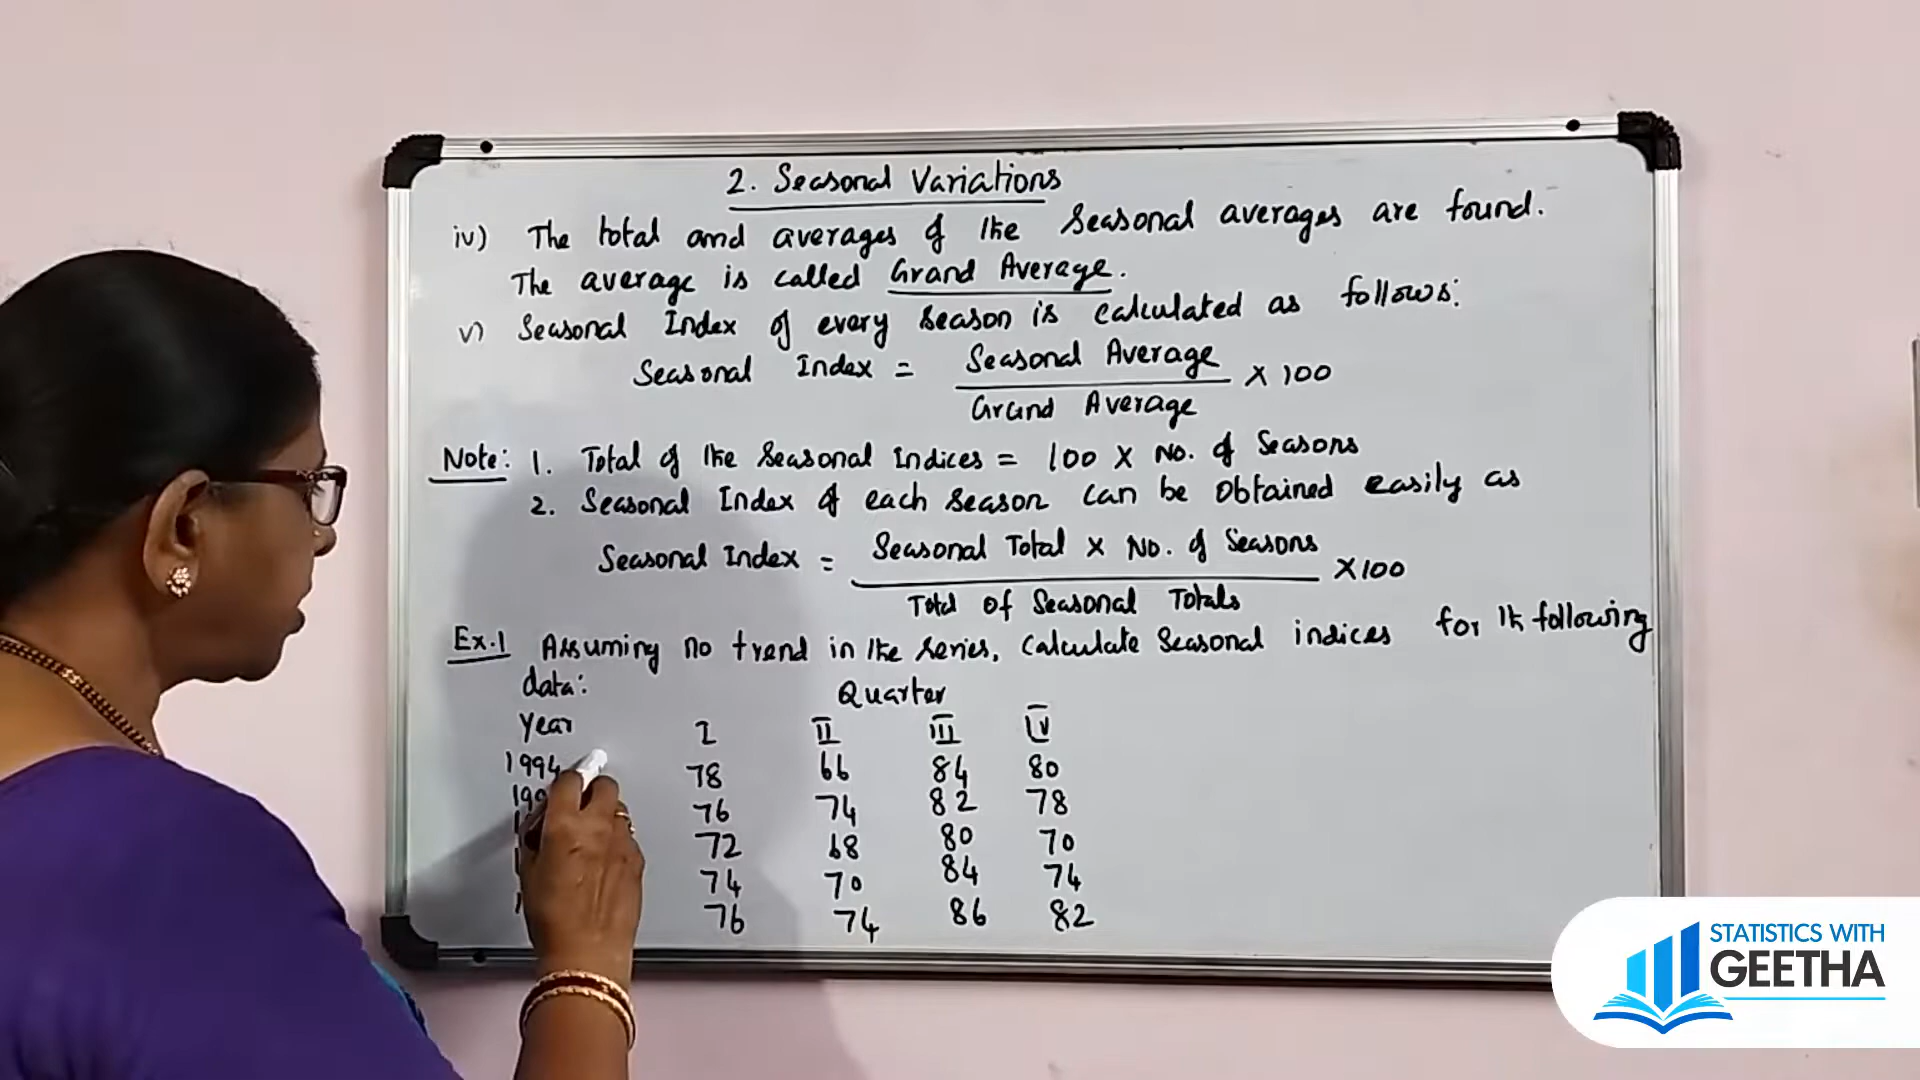 2. Seasonal Variations
iv) The total and averages of the seasonal averages are found.
The average is called Grand Average.
v) Seasonal Index of every season is calculated as follows:
Seasonal Index = Seasonal Average / Grand Average X 100
Note: 1. Total of the Seasonal Indices = 100 X No. of Seasons
2. Seasonal Index of each season can be obtained easily as
Seasonal Index = Seasonal Total X No. of Seasons / Total of Seasonal Totals X 100
Ex.1 Assuming no trend in the series, Calculate Seasonal indices for th following
data:
Quarter
Year I II III IV
1994 78 66 84 80
76 74 82 78
72 68 80 70
74 70 84 74
76 74 86 82
STATISTICS WITH
GEETHA